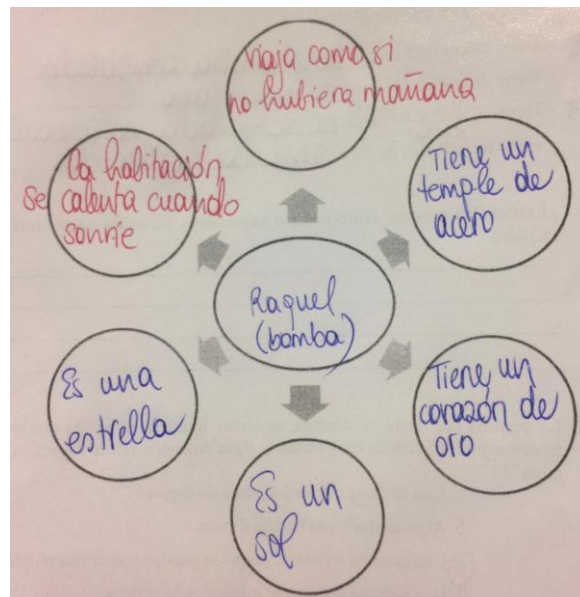 Viaja como si
no hubiera mañana
La habitación
se calienta cuando
sonríe
Tiene un
temple de
acero
Raquel
(bomba)
Es una
estrella
Tiene un
corazón de
oro
Es un
sol